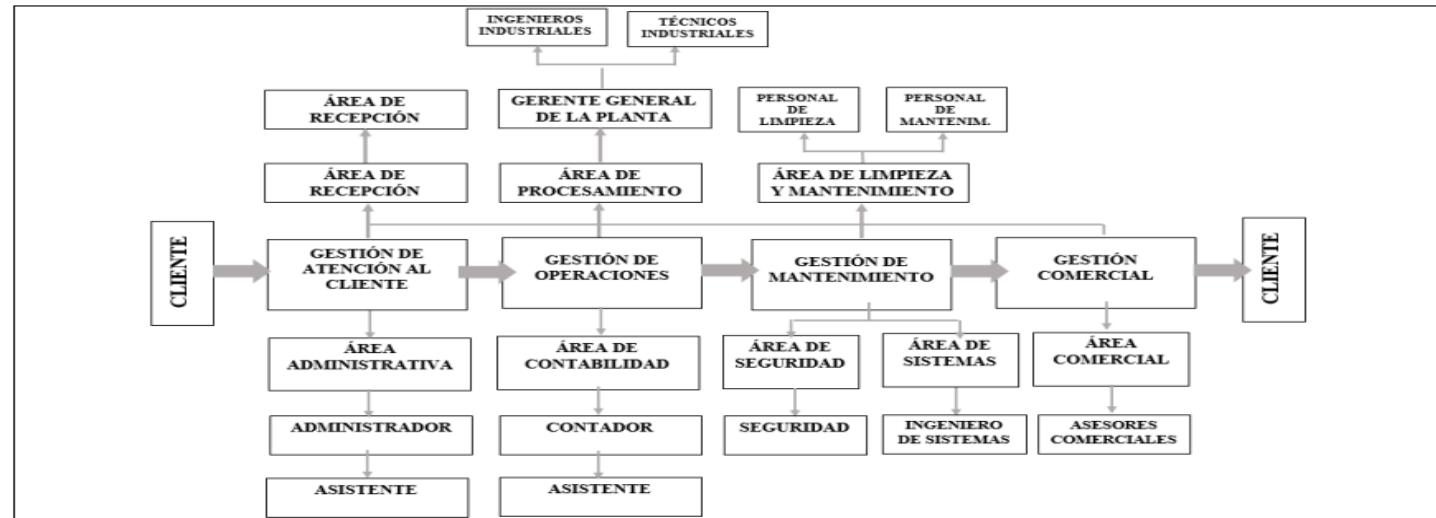 INGENIEROS
INDUSTRIALES
TÉCNICOS
INDUSTRIALES
ÁREA DE
RECEPCIÓN
GERENTE GENERAL
DE LA PLANTA
PERSONAL
DE
LIMPIEZA
PERSONAL
DE
MANTENIM.
ÁREA DE
RECEPCIÓN
ÁREA DE
PROCESAMIENTO
ÁREA DE LIMPIEZA
Y MANTENIMIENTO
CLIENTE
GESTIÓN DE
ATENCIÓN AL
CLIENTE
GESTIÓN DE
OPERACIONES
GESTIÓN DE
MANTENIMIENTO
GESTIÓN
COMERCIAL
CLIENTE
ÁREA
ADMINISTRATIVA
ÁREA DE
CONTABILIDAD
ÁREA DE
SEGURIDAD
ÁREA DE
SISTEMAS
ÁREA
COMERCIAL
ADMINISTRADOR
CONTADOR
SEGURIDAD
INGENIERO
DE SISTEMAS
ASESORES
COMERCIALES
ASISTENTE
ASISTENTE